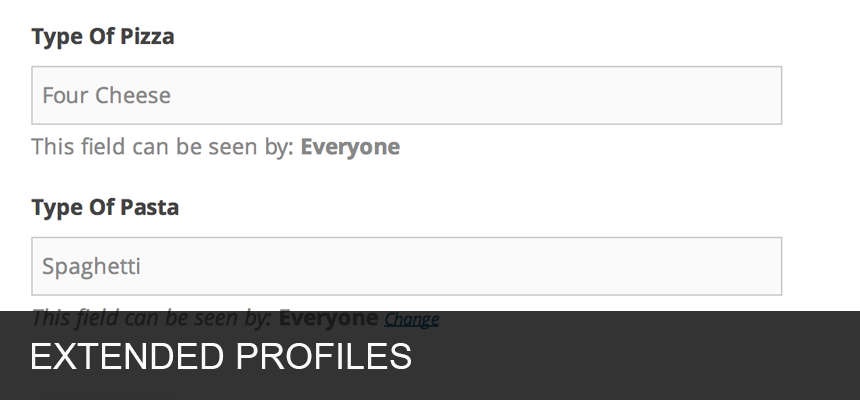 Type Of Pizza
Four Cheese
This field can be seen by: Everyone
Type Of Pasta
Spaghetti
This field can be seen by: Everyone Change
EXTENDED PROFILES